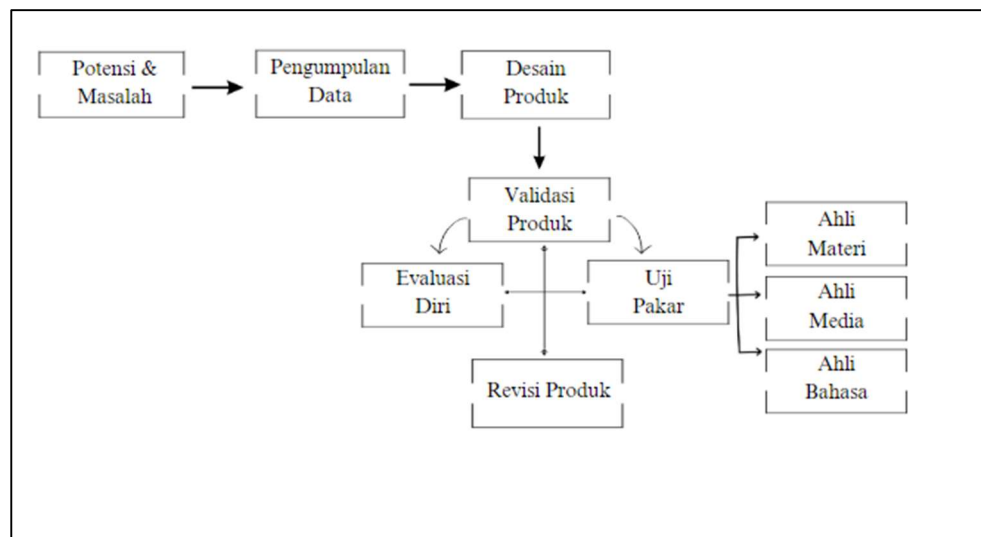 Potensi &
Masalah
Pengumpulan
Data
Desain
Produk
Validasi
Produk
Evaluasi
Diri
Uji
Pakar
Ahli
Materi
Ahli
Media
Ahli
Bahasa
Revisi Produk